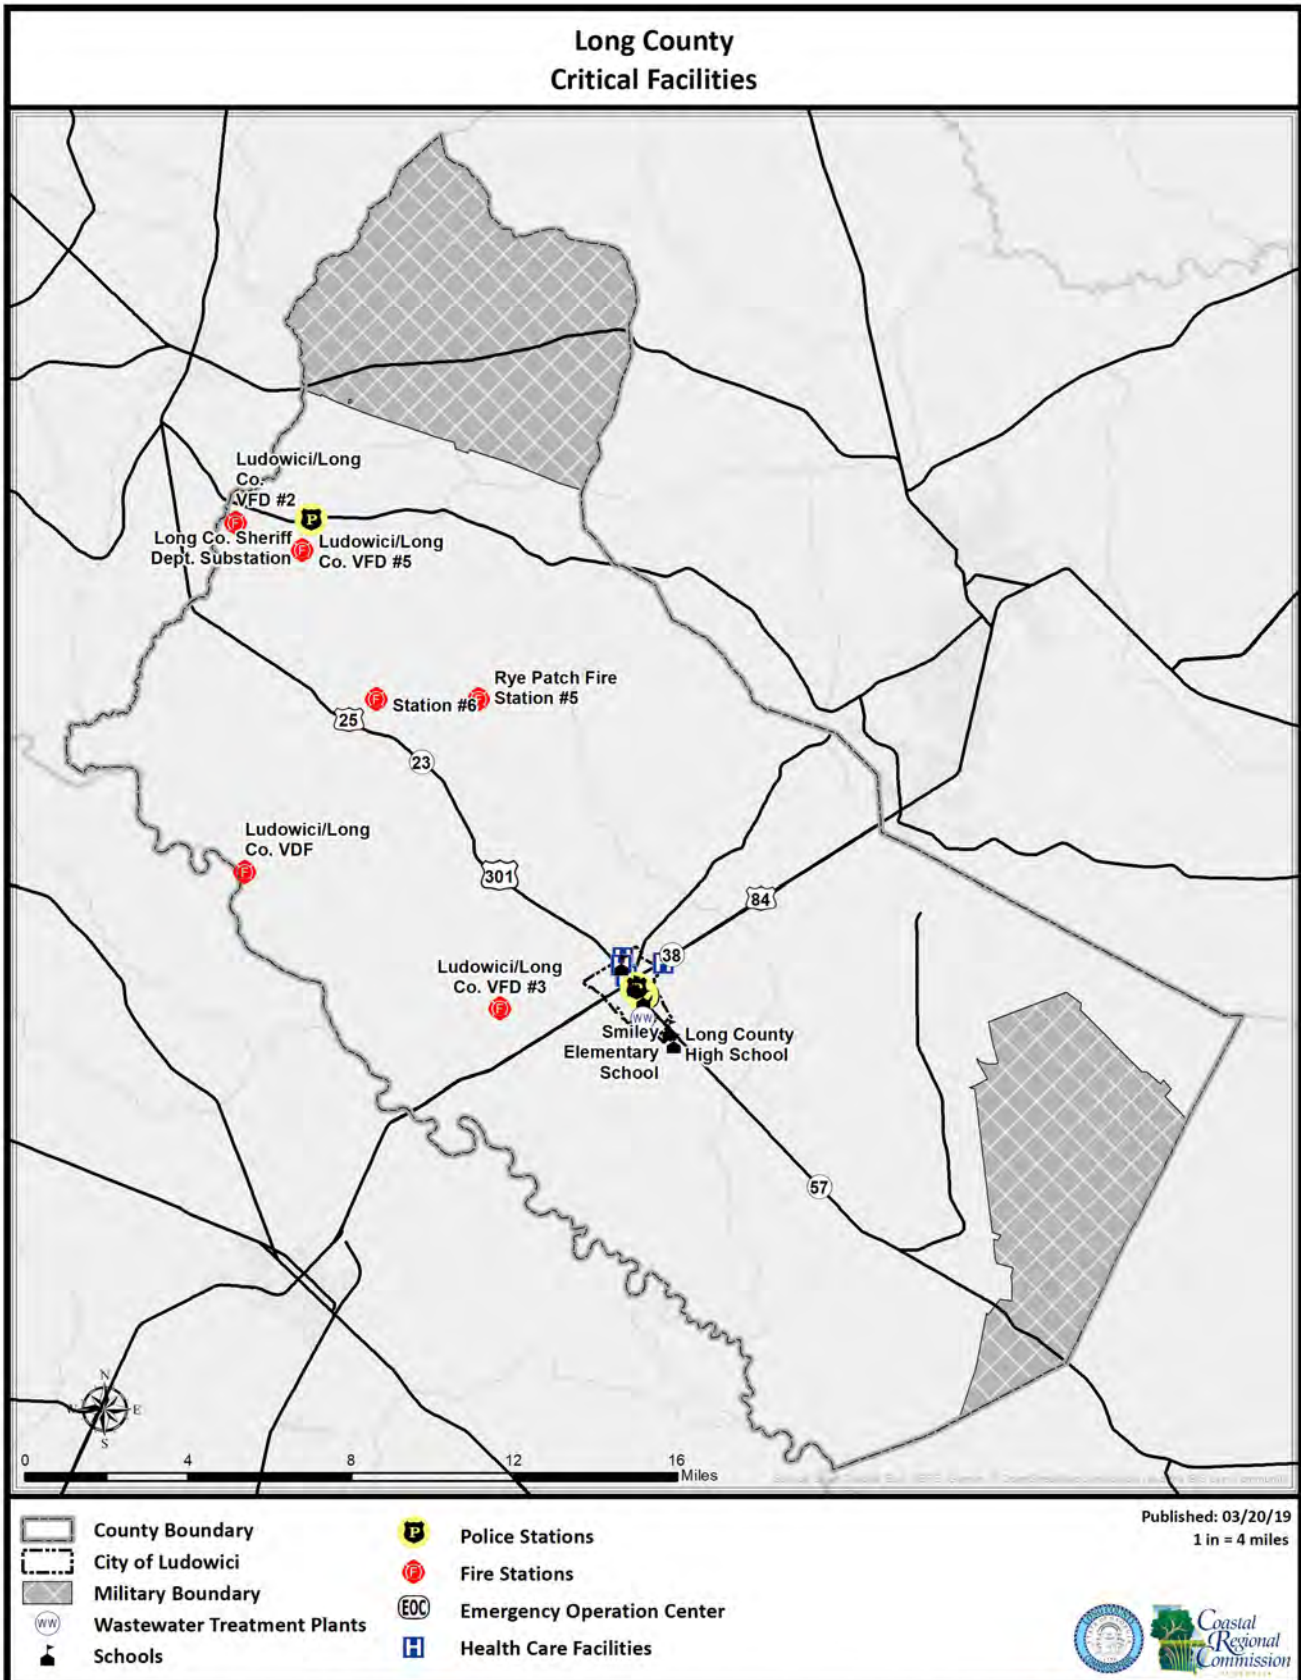 Long County
Critical Facilities
Ludowici/Long
Co.
VFD #2
P
F
Long Co. Sheriff
Dept. Substation
F
Ludowici/Long
Co. VFD #5
F
Station #6
F
Rye Patch Fire
Station #5
25
23
Ludowici/Long
Co. VDF
F
301
84
38
H
H
Ludowici/Long
Co. VFD #3
F
WW
Smiley
Elementary
School
Long County
High School
57
N
E
S
0 4 8 12 16
Miles
County Boundary
City of Ludowici
Military Boundary
WW Wastewater Treatment Plants
Schools
P Police Stations
F Fire Stations
EOC Emergency Operation Center
H Health Care Facilities
Published: 03/20/19
1 in = 4 miles
Coastal
Regional
Commission